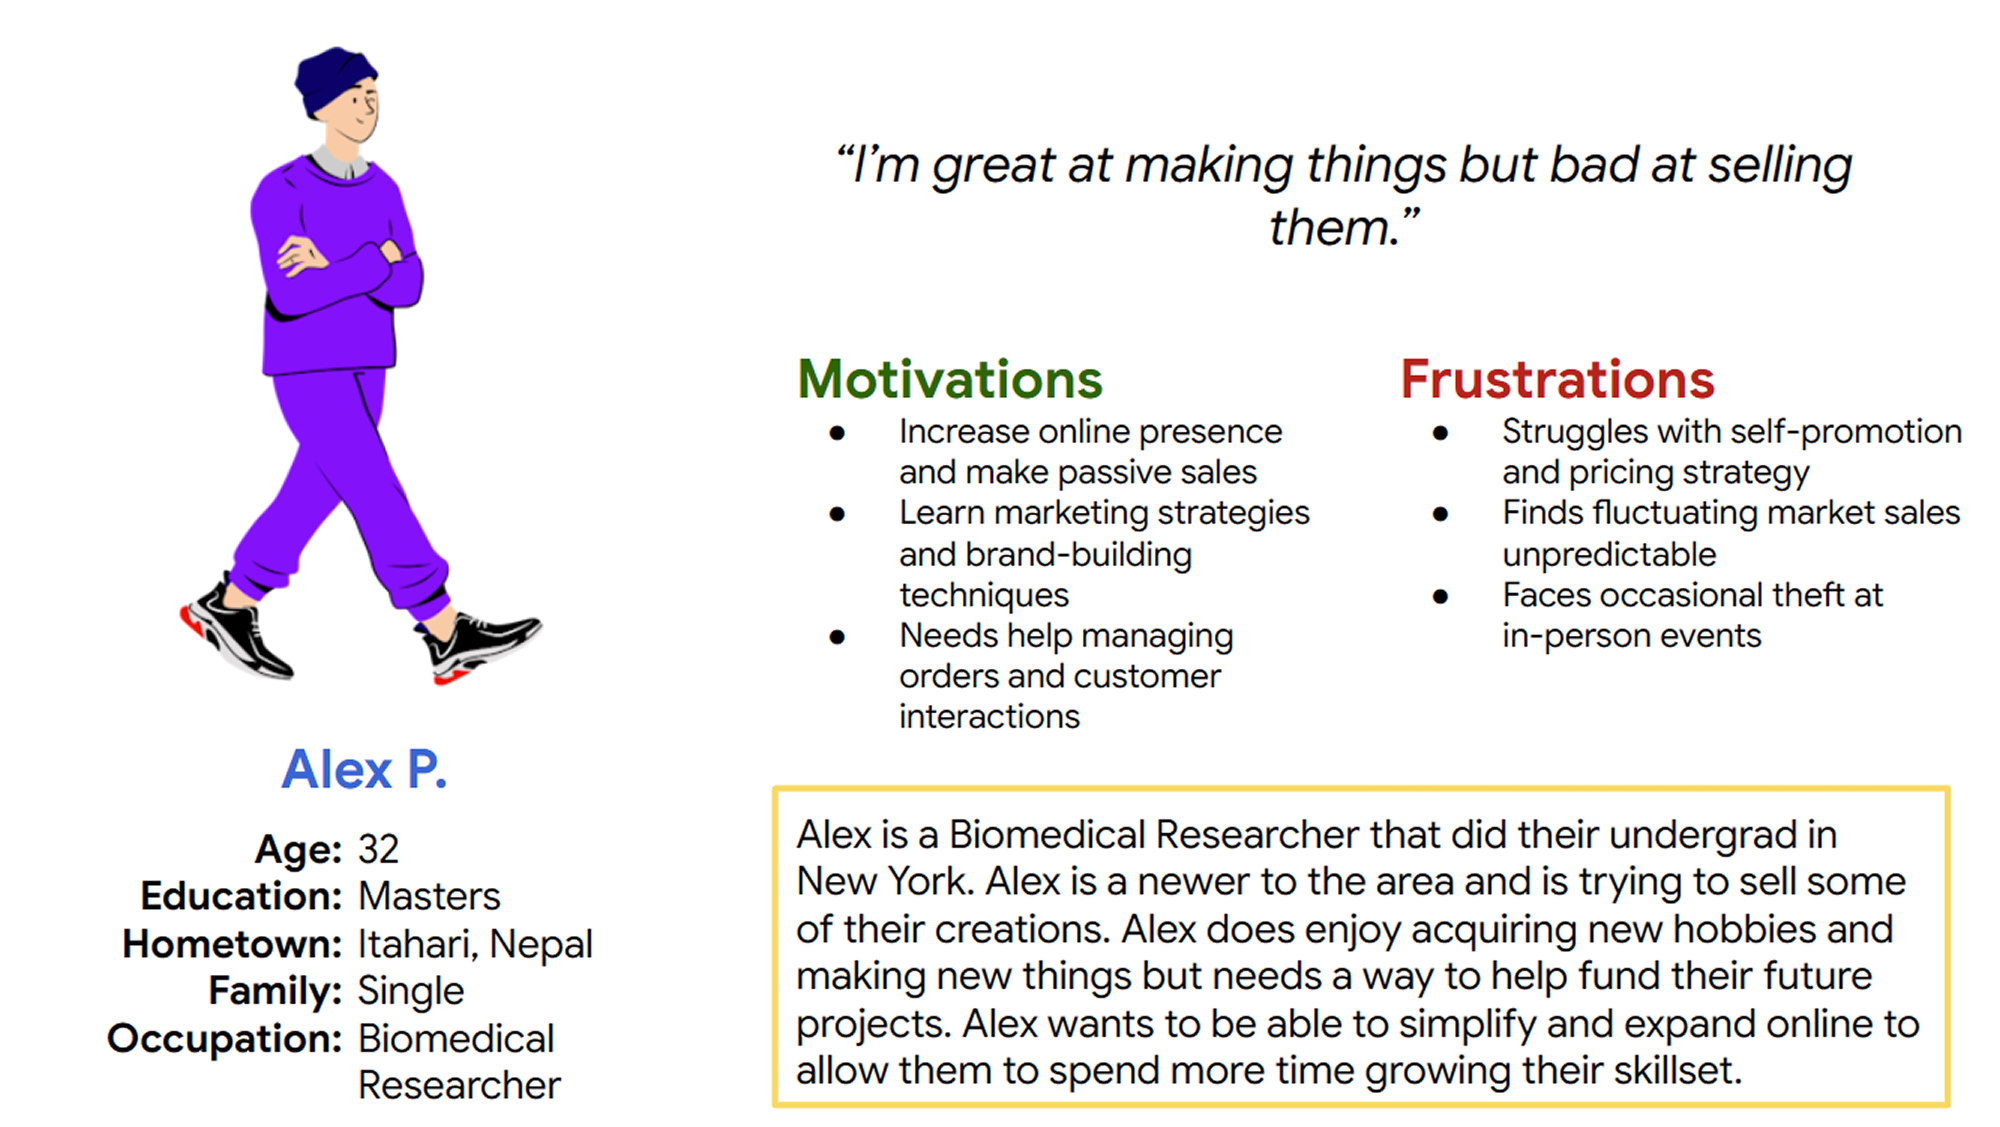 “I’m great at making things but bad at selling
them.”
Motivations
● Increase online presence
and make passive sales
● Learn marketing strategies
and brand-building
techniques
● Needs help managing
orders and customer
interactions
Frustrations
● Struggles with self-promotion
and pricing strategy
● Finds fluctuating market sales
unpredictable
● Faces occasional theft at
in-person events
Alex P.
Age: 32
Education: Masters
Hometown: Itahari, Nepal
Family: Single
Occupation: Biomedical
Researcher
Alex is a Biomedical Researcher that did their undergrad in
New York. Alex is a newer to the area and is trying to sell some
of their creations. Alex does enjoy acquiring new hobbies and
making new things but needs a way to help fund their future
projects. Alex wants to be able to simplify and expand online to
allow them to spend more time growing their skillset.